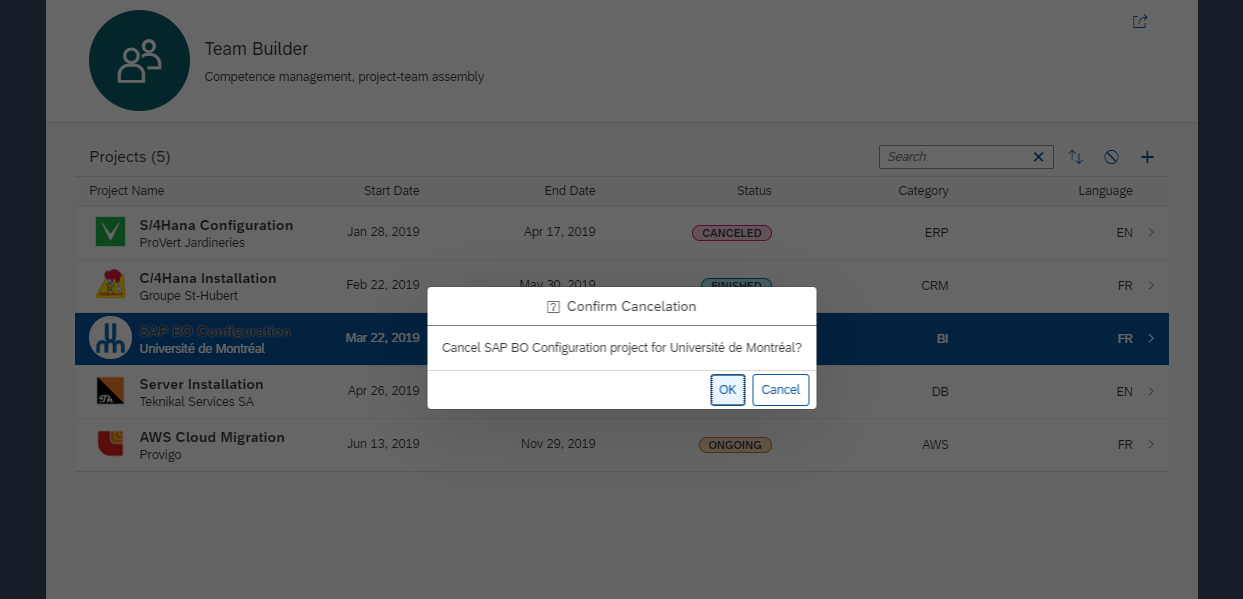 Team Builder
Competence management, project-team assembly
Projects (5)
Search
Project Name Start Date End Date Status Category Language
S/4Hana Configuration
ProVert Jardineries
Jan 28, 2019 Apr 17, 2019 CANCELED ERP EN
C/4Hana Installation
Groupe St-Hubert
Feb 22, 2019 May 30, 2019 FINISHED CRM FR
SAP BO Configuration
Université de Montréal
Mar 22, 2019 BI FR
Confirm Cancelation
Cancel SAP BO Configuration project for Université de Montréal?
OK Cancel
Server Installation
Teknikal Services SA
Apr 26, 2019 DB EN
AWS Cloud Migration
Provigo
Jun 13, 2019 Nov 29, 2019 ONGOING AWS FR